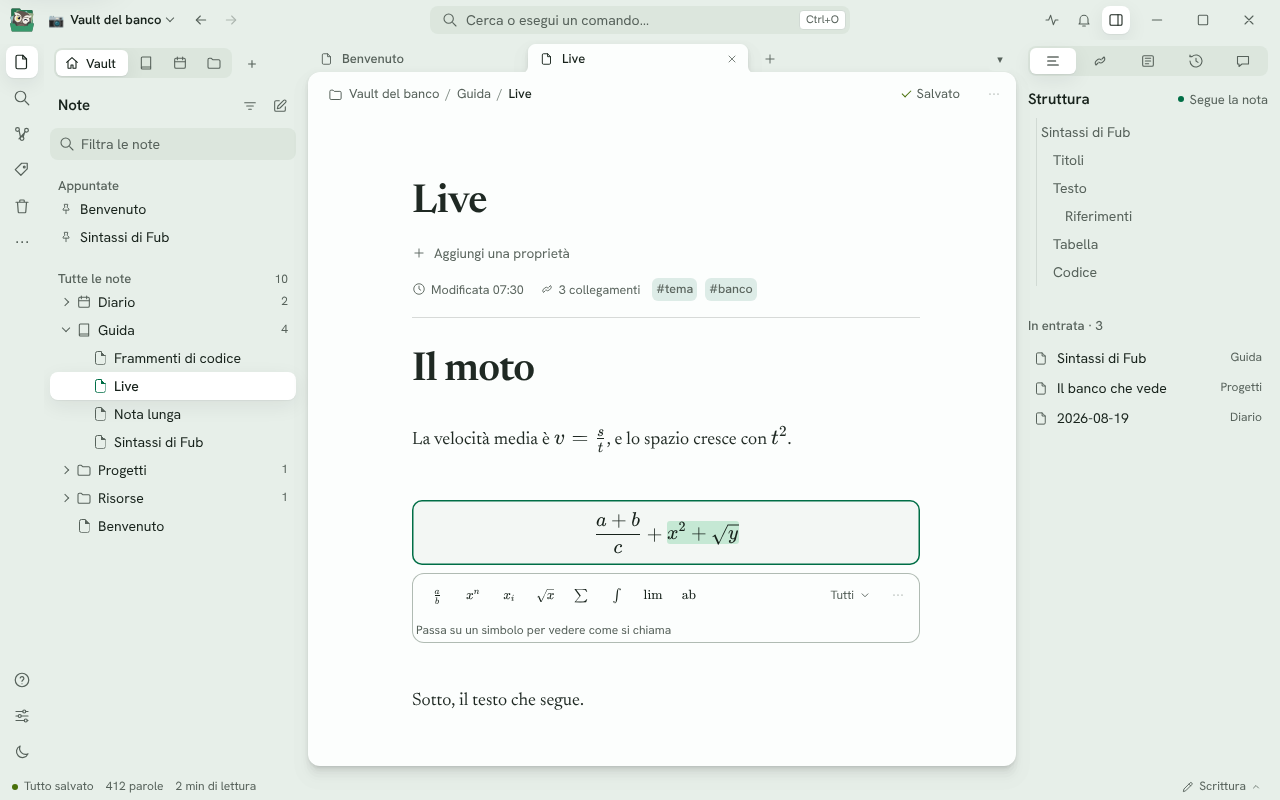 Vault del banco
Cerca o esegui un comando…
Ctrl+O
Vault
Benvenuto
Live
Note
Filtra le note
Appuntate
Benvenuto
Sintassi di Fub
Tutte le note 10
Diario 2
Guida 4
Frammenti di codice
Live
Nota lunga
Sintassi di Fub
Progetti 1
Risorse 1
Benvenuto
Vault del banco / Guida / Live
Salvato
Live
Aggiungi una proprietà
Modificata 07:30 3 collegamenti #tema #banco
Il moto
La velocità media è v = s/t, e lo spazio cresce con t².
(a + b)/c + x² + √y
a/b xⁿ xᵢ √x ∑ ∫ lim ab Tutti
Passa su un simbolo per vedere come si chiama
Sotto, il testo che segue.
Struttura Segue la nota
Sintassi di Fub
Titoli
Testo
Riferimenti
Tabella
Codice
In entrata · 3
Sintassi di Fub Guida
Il banco che vede Progetti
2026-08-19 Diario
Tutto salvato 412 parole 2 min di lettura
Scrittura